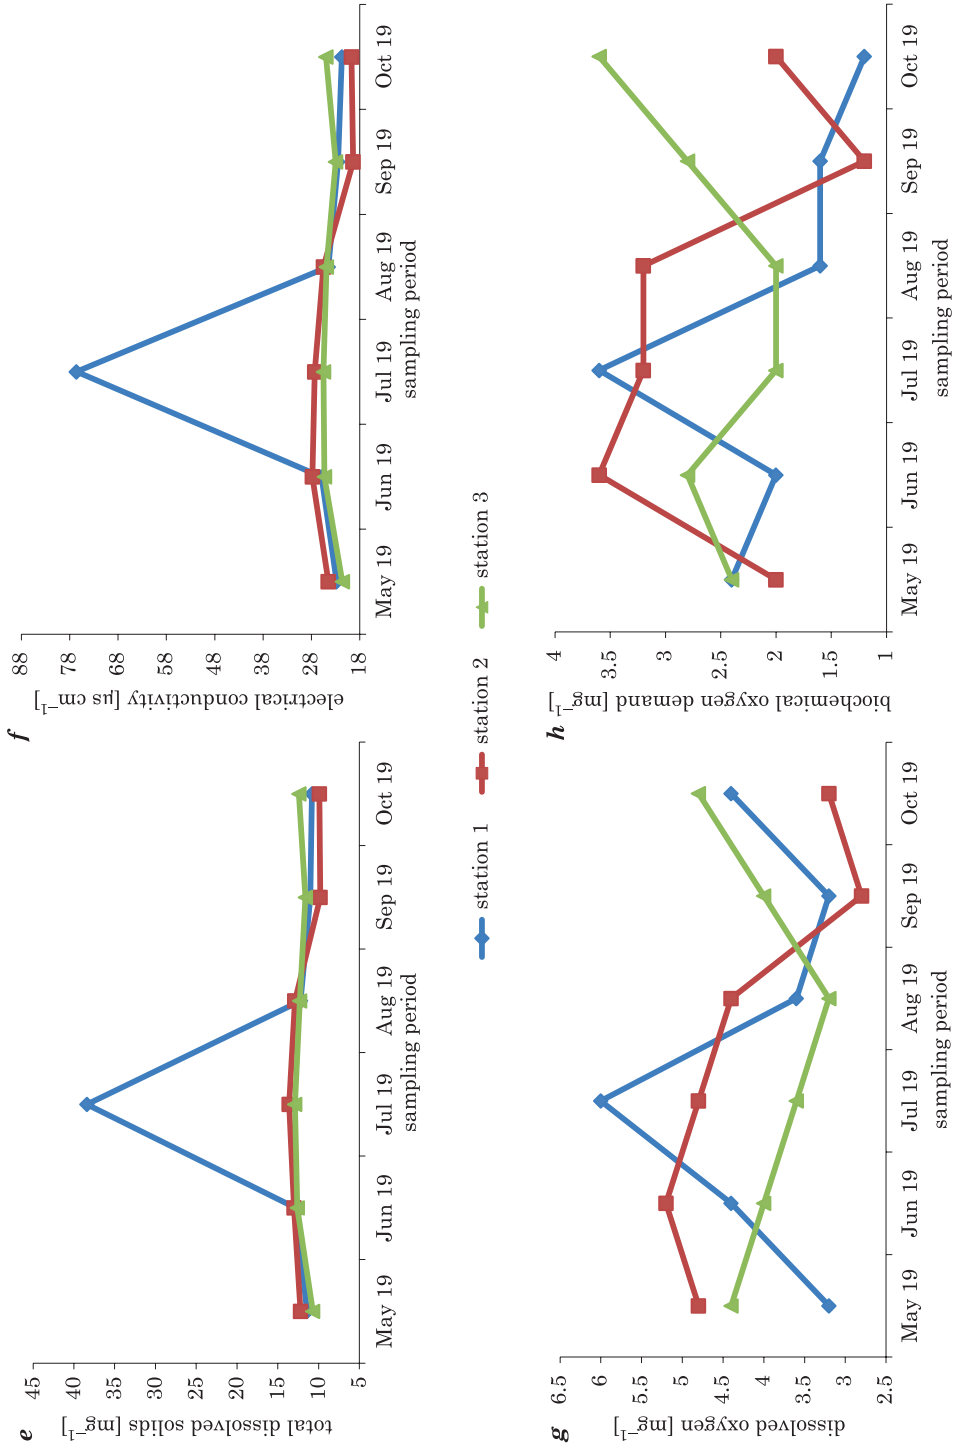 e
total dissolved solids [mg⁻¹]
45
40
35
30
25
20
15
10
5
May 19
Jun 19
Jul 19
Aug 19
Sep 19
Oct 19
sampling period
f
electrical conductivity [µs cm⁻¹]
88
78
68
58
48
38
28
18
May 19
Jun 19
Jul 19
Aug 19
Sep 19
Oct 19
sampling period
station 1
station 2
station 3
g
dissolved oxygen [mg⁻¹]
6.5
6
5
4
3
2.5
May 19
Jun 19
Jul 19
Aug 19
Sep 19
Oct 19
sampling period
h
biochemical oxygen demand [mg⁻¹]
4
3.5
3
2.5
2
1.5
1
May 19
Jun 19
Jul 19
Aug 19
Sep 19
Oct 19
sampling period